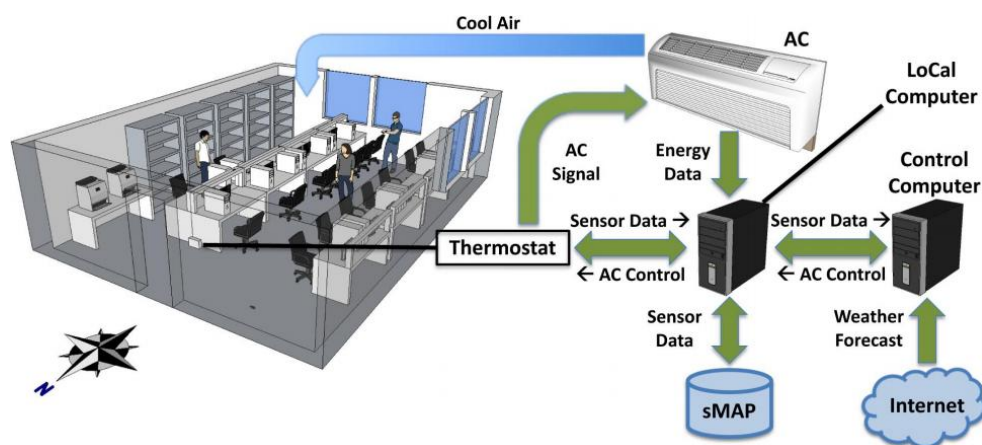 Cool Air
AC
LoCal
Computer
AC
Signal
Energy
Data
Control
Computer
Sensor Data →
Sensor Data →
Thermostat
← AC Control
← AC Control
Sensor
Data
Weather
Forecast
N
sMAP
Internet